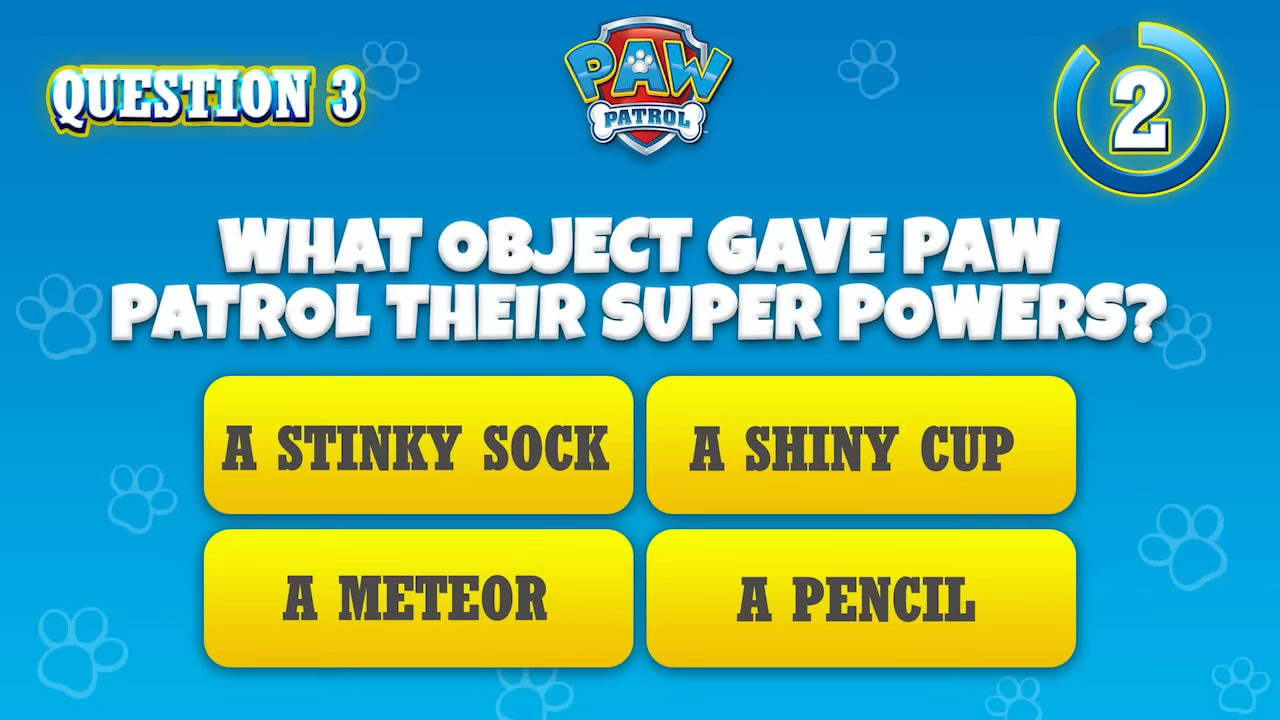 QUESTION 3
PAW
PATROL
2
WHAT OBJECT GAVE PAW
PATROL THEIR SUPER POWERS?
A STINKY SOCK
A SHINY CUP
A METEOR
A PENCIL